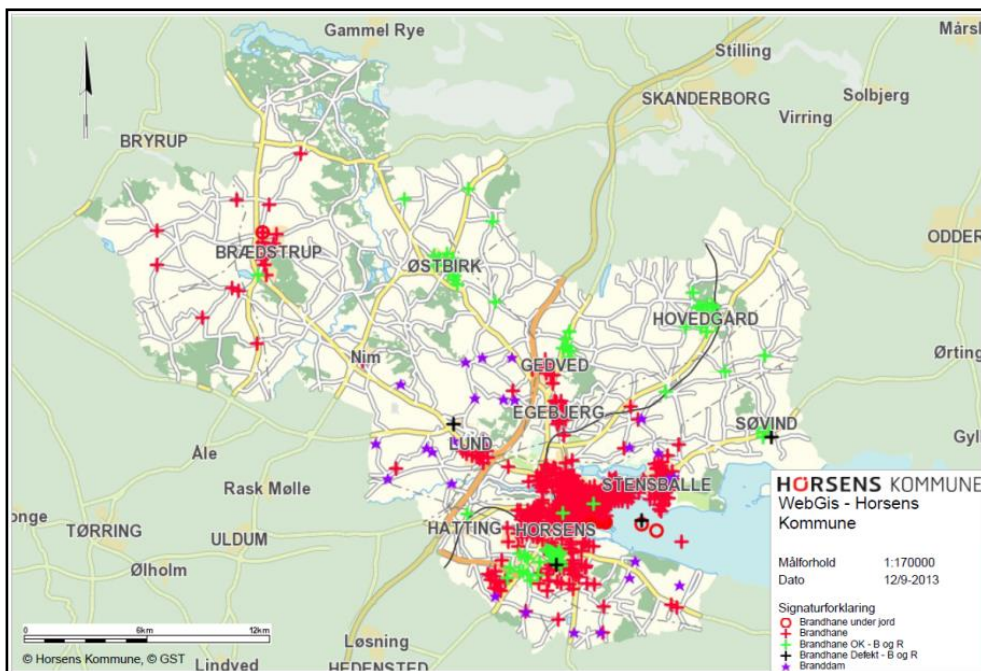 Gammel Rye
Stilling
SKANDERBORG
Solbjerg
Virring
BRYRUP
ODDER
BRÆDSTRUP
ØSTBIRK
HOVEDGÅRD
Nim
GEDVED
Ørting
EGEBJERG
SØVIND
LUND
Åle
Rask Mølle
STENSBALLE
HATTING
HORSENS
TØRRING
ULDUM
Ølholm
Løsning
Lindved
HEDENSTED
0 6km 12km
© Horsens Kommune, © GST
HORSENS KOMMUNE
WebGis - Horsens
Kommune
Målforhold 1:170000
Dato 12/9-2013
Signaturforklaring
Brandhane under jord
Brandhane
Brandhane OK - B og R
Brandhane Defekt - B og R
Branddam